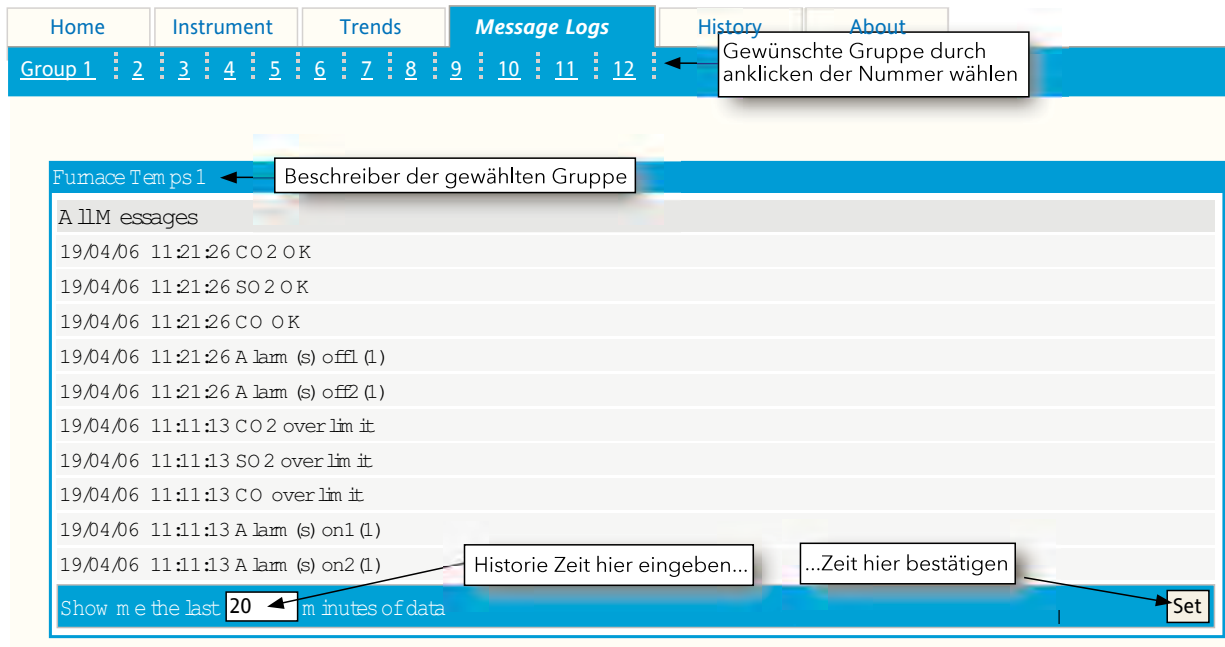 Home Instrument Trends Message Logs History About
Group 1 2 3 4 5 6 7 8 9 10 11 12
Gewünschte Gruppe durch
anklicken der Nummer wählen
Furnace Temps1
Beschreiber der gewählten Gruppe
All Messages
19/04/06 11:21:26 CO2 OK
19/04/06 11:21:26 SO2 OK
19/04/06 11:21:26 CO OK
19/04/06 11:21:26 Alarm(s) off1 (1)
19/04/06 11:21:26 Alarm(s) off2 (1)
19/04/06 11:11:13 CO2 over limit
19/04/06 11:11:13 SO2 over limit
19/04/06 11:11:13 CO over limit
19/04/06 11:11:13 Alarm(s) on1 (1)
19/04/06 11:11:13 Alarm(s) on2 (1)
Historie Zeit hier eingeben...
...Zeit hier bestätigen
Show me the last 20 minutes of data
Set